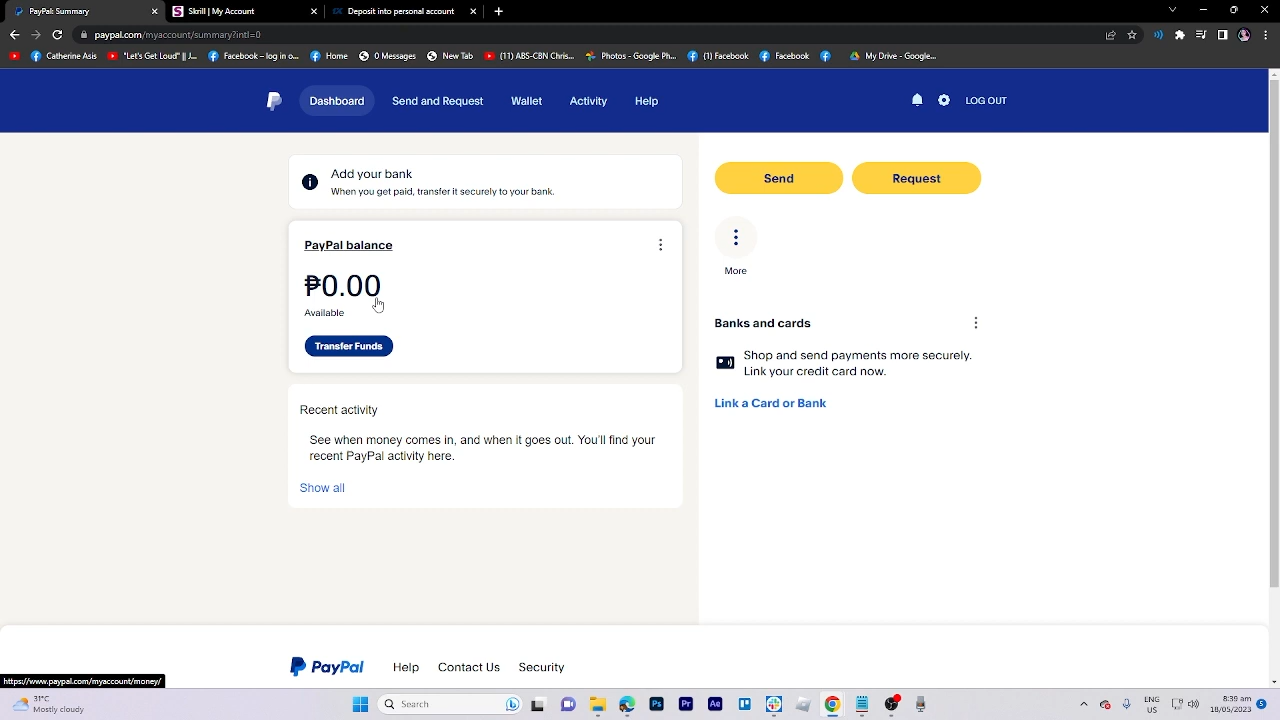 PayPal: Summary
Skrill | My Account
Deposit into personal account
paypal.com/myaccount/summary?intl=0
Catherine Asis
"Let's Get Loud" || J...
Facebook – log in o...
Home
0 Messages
New Tab
(11) ABS-CBN Chris...
Photos - Google Ph...
(1) Facebook
Facebook
My Drive - Google...
Dashboard
Send and Request
Wallet
Activity
Help
LOG OUT
Add your bank
When you get paid, transfer it securely to your bank.
PayPal balance
₱0.00
Available
Transfer Funds
Recent activity
See when money comes in, and when it goes out. You'll find your
recent PayPal activity here.
Show all
Send
Request
More
Banks and cards
Shop and send payments more securely.
Link your credit card now.
Link a Card or Bank
PayPal
Help
Contact Us
Security
https://www.paypal.com/myaccount/money/
31°C
Mostly cloudy
Search
ENG
US
8:39 am
18/05/2023